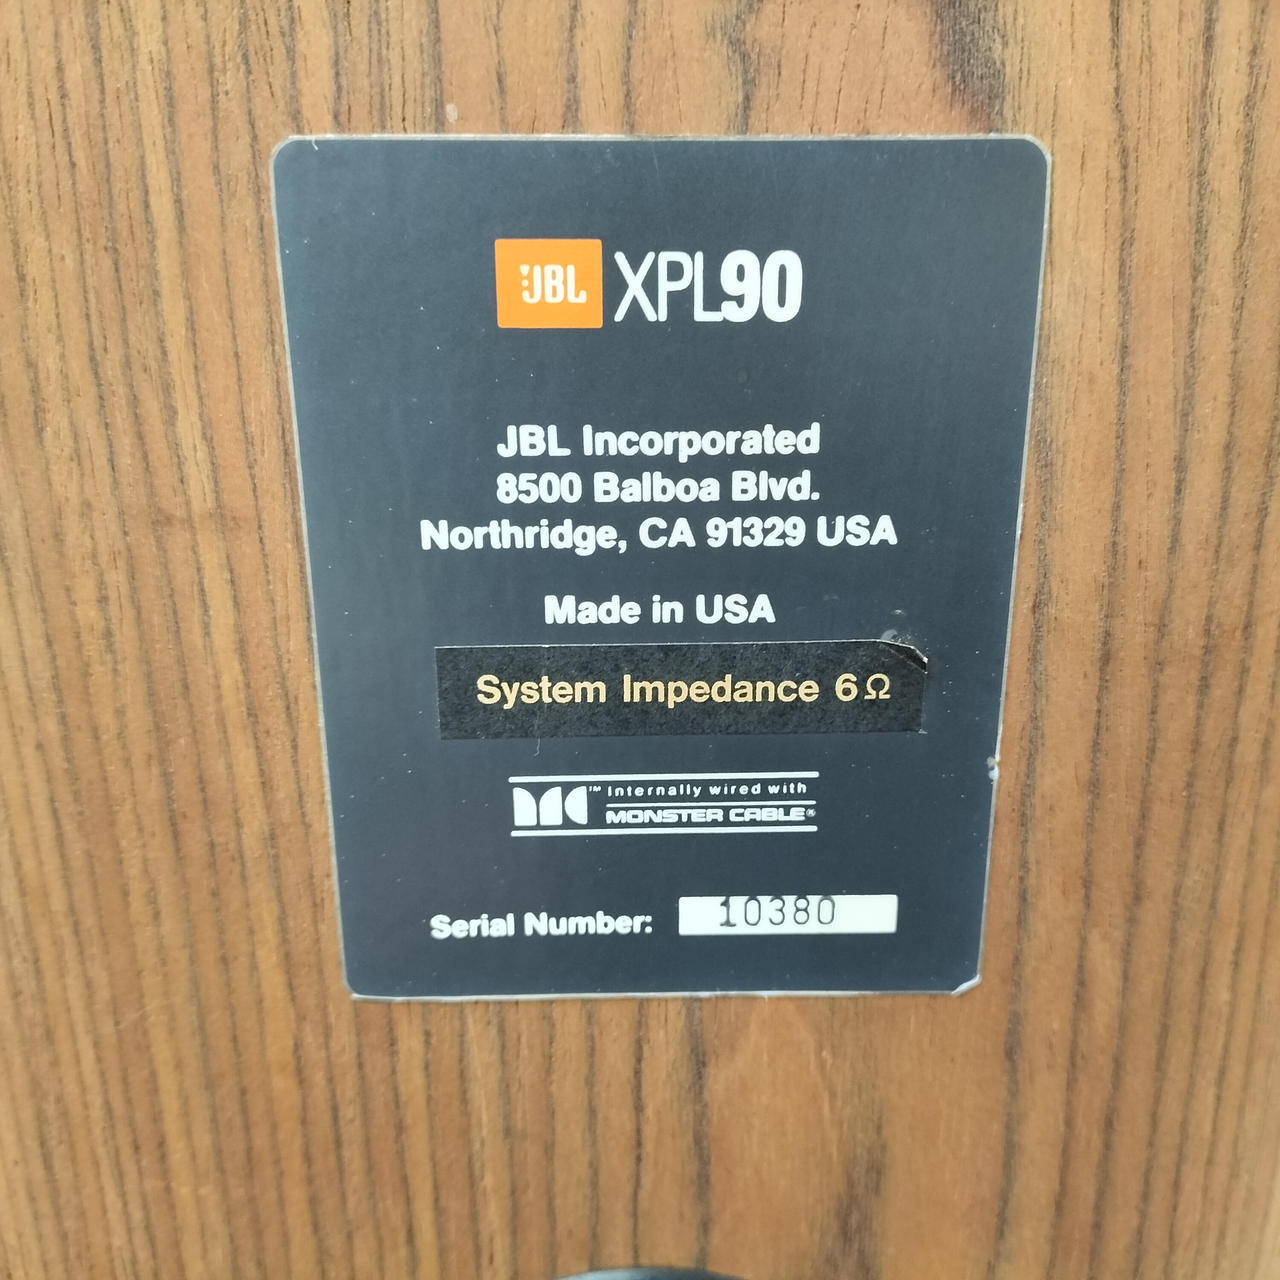 JBL XPL90
JBL Incorporated
8500 Balboa Blvd.
Northridge, CA 91329 USA
Made in USA
System Impedance 6Ω
MC™ Internally wired with
MONSTER CABLE®
Serial Number: 10380